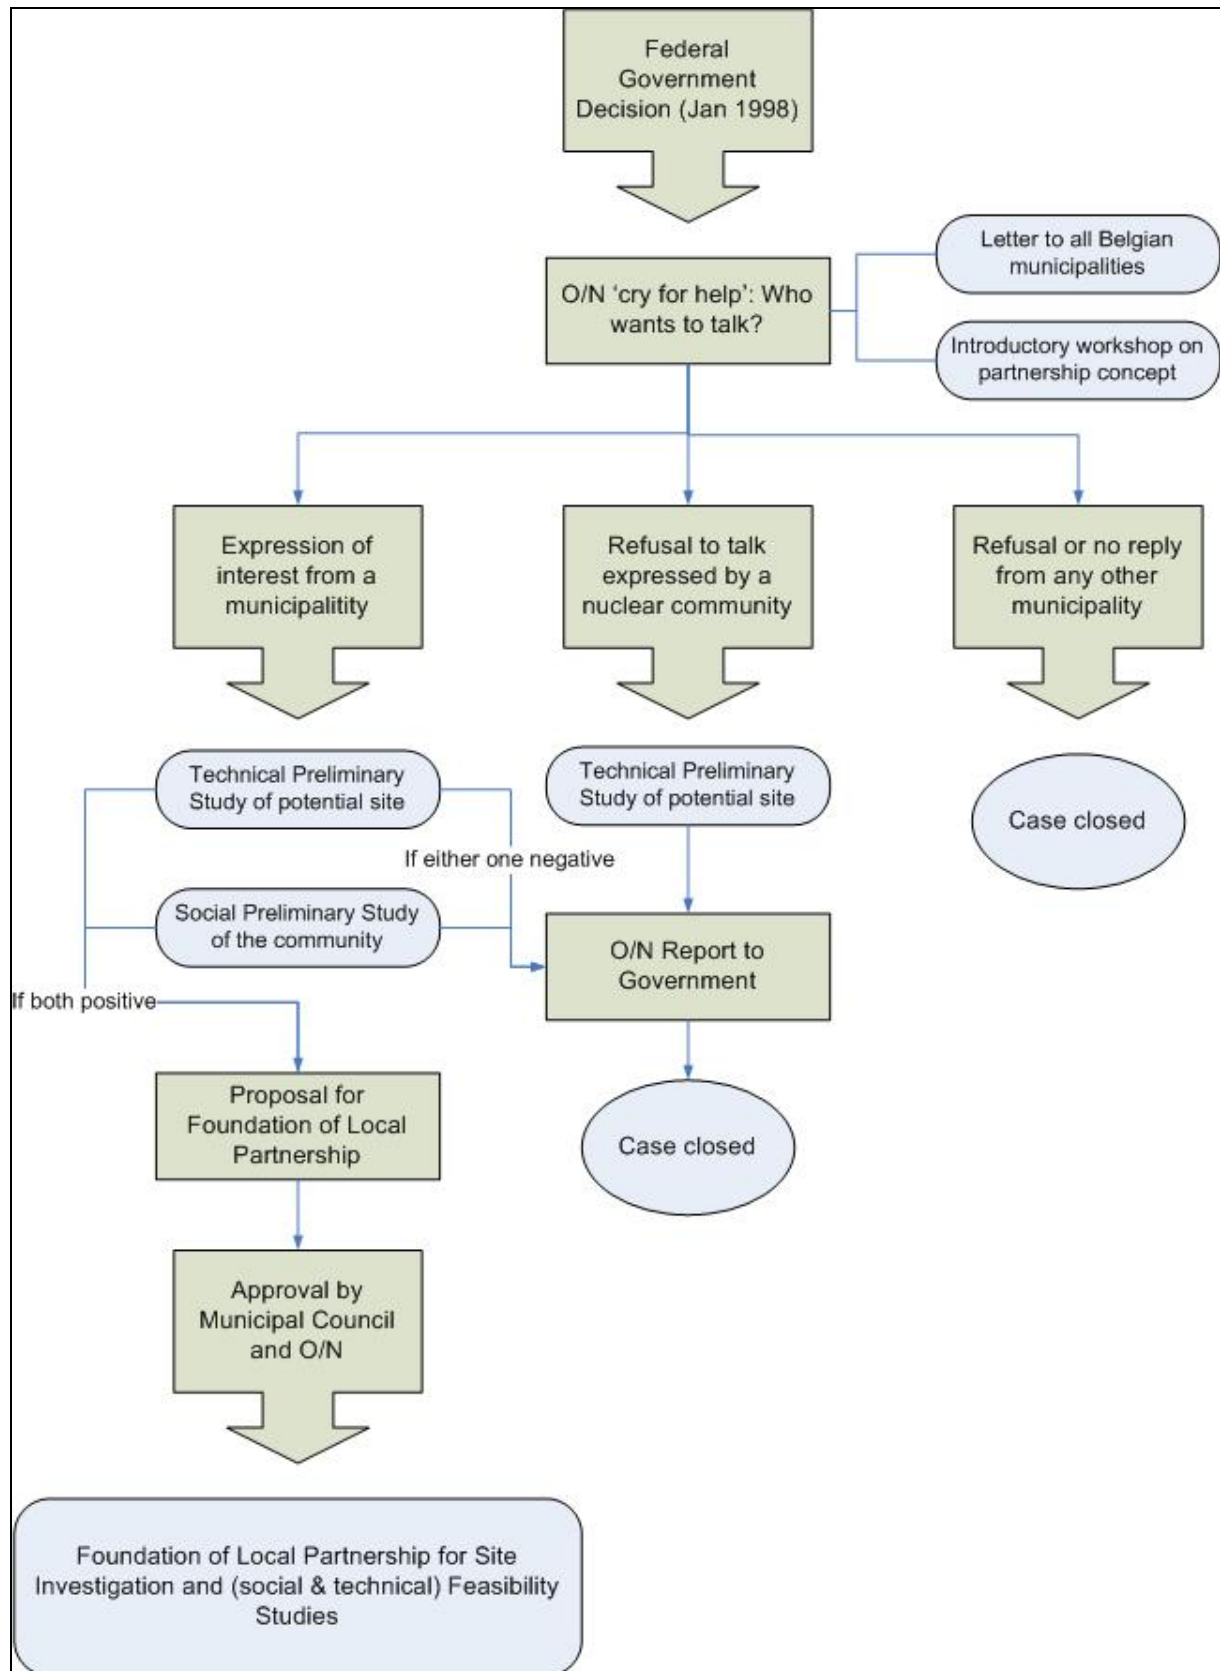 Federal
Government
Decision (Jan 1998)
O/N ‘cry for help’: Who
wants to talk?
Letter to all Belgian
municipalities
Introductory workshop on
partnership concept
Expression of
interest from a
municipalitity
Refusal to talk
expressed by a
nuclear community
Refusal or no reply
from any other
municipality
Technical Preliminary
Study of potential site
Technical Preliminary
Study of potential site
Case closed
If either one negative
Social Preliminary Study
of the community
O/N Report to
Government
If both positive
Proposal for
Foundation of Local
Partnership
Case closed
Approval by
Municipal Council
and O/N
Foundation of Local Partnership for Site
Investigation and (social & technical) Feasibility
Studies